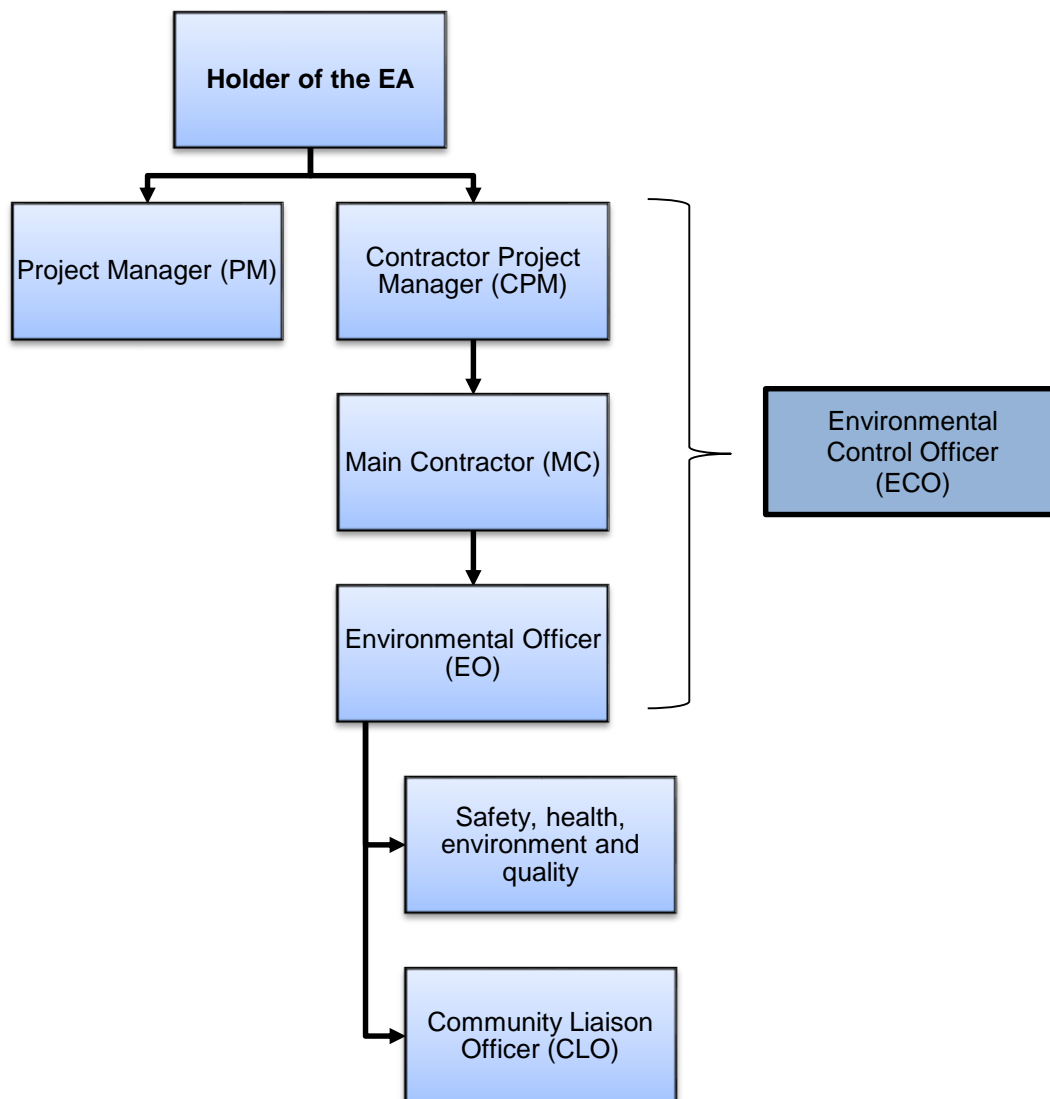 Holder of the EA
Project Manager (PM)
Contractor Project
Manager (CPM)
Main Contractor (MC)
Environmental
Control Officer
(ECO)
Environmental Officer
(EO)
Safety, health,
environment and
quality
Community Liaison
Officer (CLO)